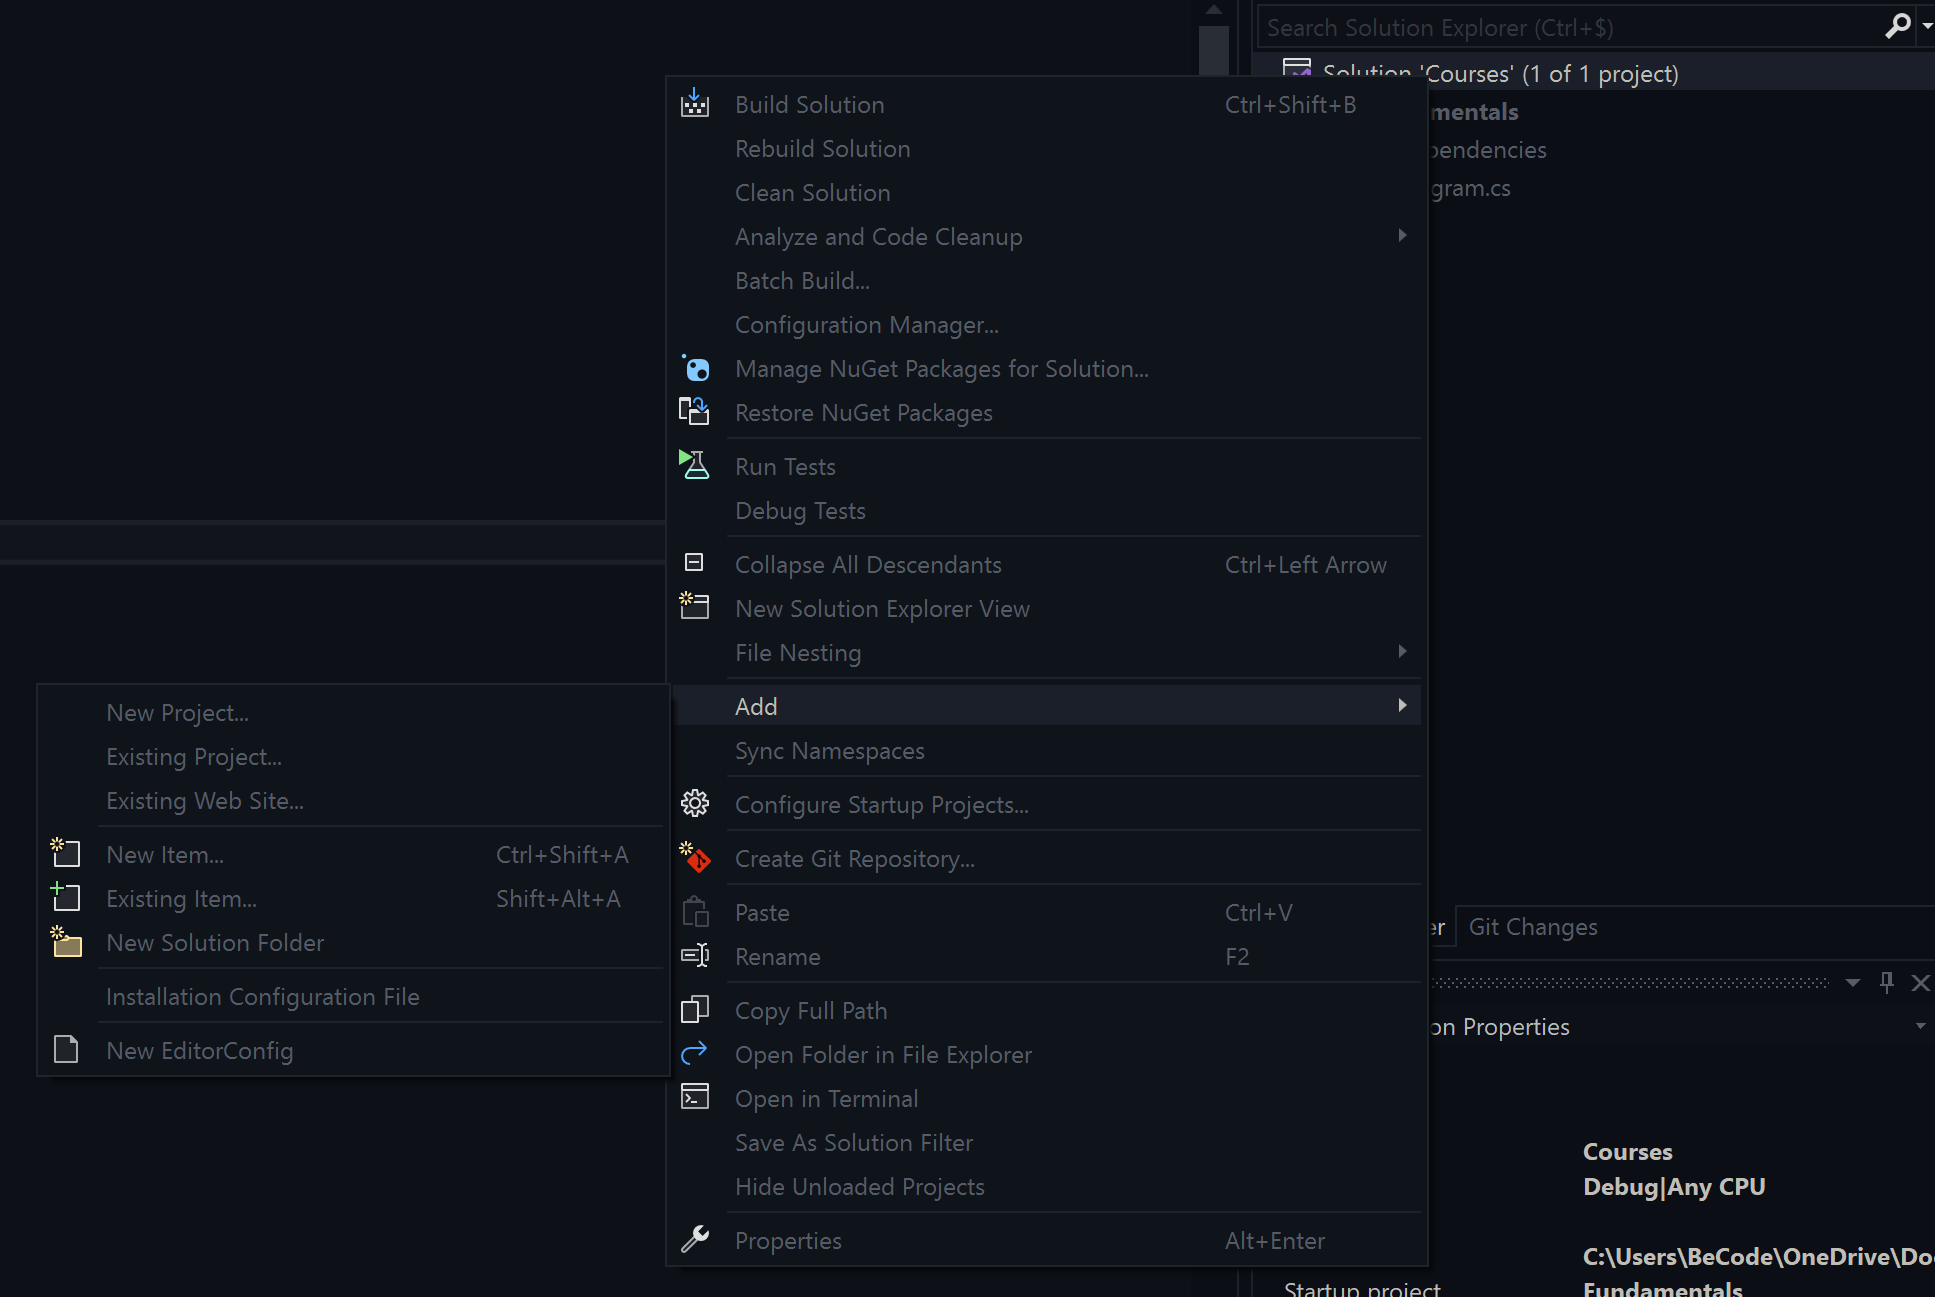 Search Solution Explorer (Ctrl+$)
Solution 'Courses' (1 of 1 project)
mentals
pendencies
gram.cs
Build Solution Ctrl+Shift+B
Rebuild Solution
Clean Solution
Analyze and Code Cleanup
Batch Build...
Configuration Manager...
Manage NuGet Packages for Solution...
Restore NuGet Packages
Run Tests
Debug Tests
Collapse All Descendants Ctrl+Left Arrow
New Solution Explorer View
File Nesting
Add
Sync Namespaces
Configure Startup Projects...
Create Git Repository...
Paste Ctrl+V
Rename F2
Copy Full Path
Open Folder in File Explorer
Open in Terminal
Save As Solution Filter
Hide Unloaded Projects
Properties Alt+Enter
New Project...
Existing Project...
Existing Web Site...
New Item... Ctrl+Shift+A
Existing Item... Shift+Alt+A
New Solution Folder
Installation Configuration File
New EditorConfig
er Git Changes
on Properties
Courses
Debug|Any CPU
C:\Users\BeCode\OneDrive\Do
Startup project Fundamentals